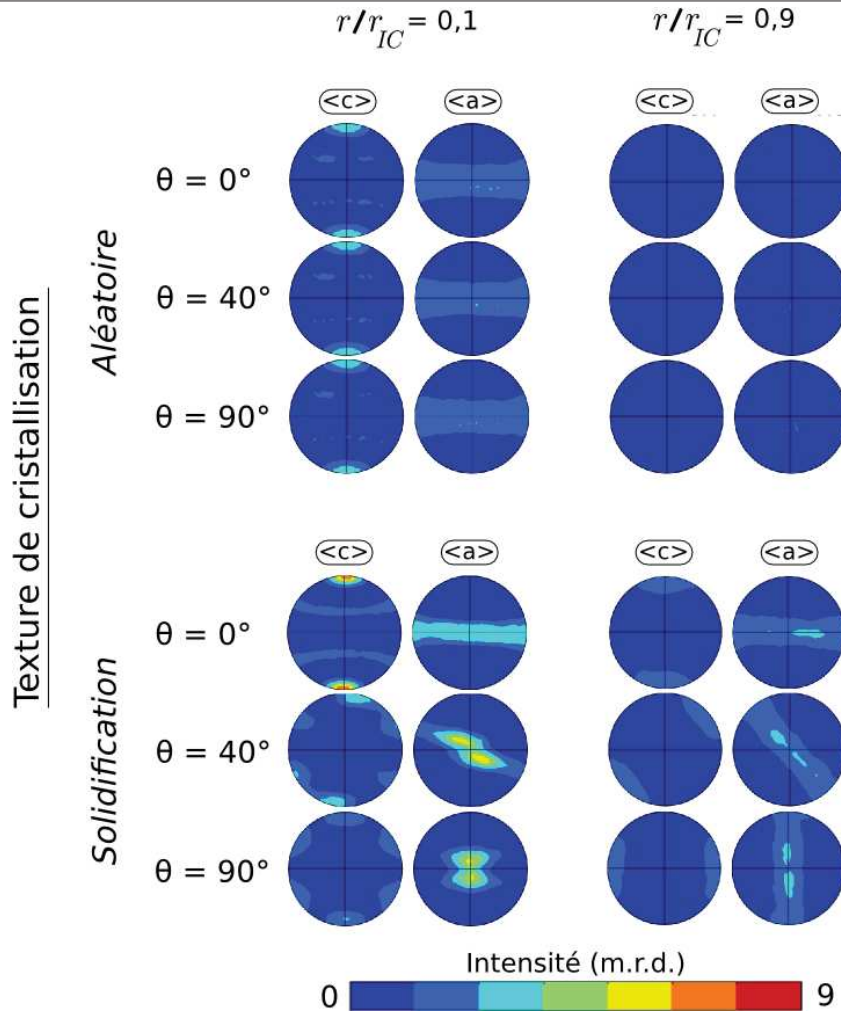 r/r_IC = 0,1 r/r_IC = 0,9
<c> <a> <c> <a>
θ = 0°
θ = 40°
θ = 90°
Aléatoire
Texture de cristallisation
<c> <a> <c> <a>
θ = 0°
θ = 40°
θ = 90°
Solidification
Intensité (m.r.d.)
0 9